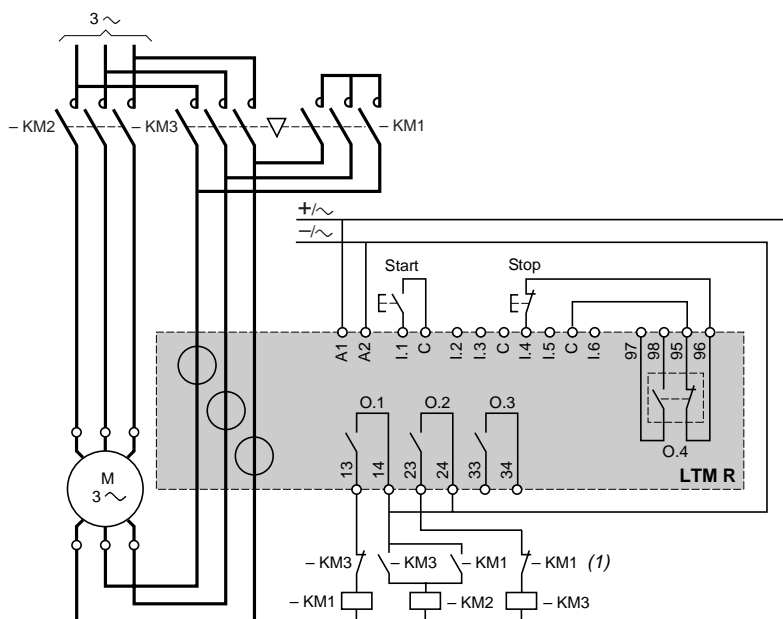 3 ∼
– KM2
– KM3
– KM1
+/∼
−/∼
Start
Stop
A1
A2
I.1
C
I.2
I.3
C
I.4
I.5
C
I.6
97
98
95
96
O.1
O.2
O.3
O.4
13
14
23
24
33
34
LTM R
M
3 ∼
– KM3
– KM3
– KM1
– KM1 (1)
– KM1
– KM2
– KM3